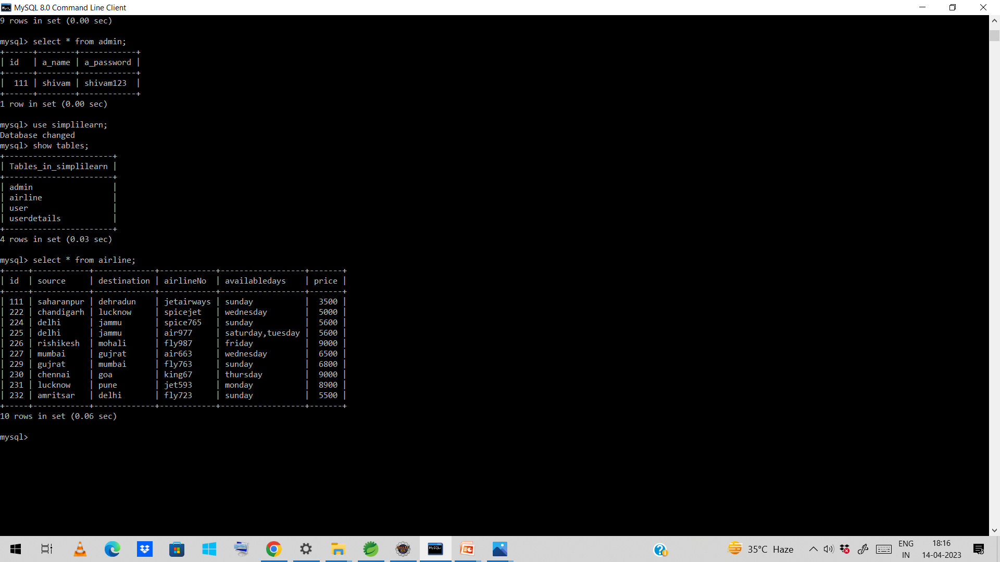 MySQL 8.0 Command Line Client
9 rows in set (0.00 sec)
mysql> select * from admin;
+------+--------+------------+
| id   | a_name | a_password |
+------+--------+------------+
|  111 | shivam | shivam123  |
+------+--------+------------+
1 row in set (0.00 sec)
mysql> use simplilearn;
Database changed
mysql> show tables;
+-----------------------+
| Tables_in_simplilearn |
+-----------------------+
| admin                 |
| airline               |
| user                  |
| userdetails           |
+-----------------------+
4 rows in set (0.03 sec)
mysql> select * from airline;
+-----+------------+-------------+------------+------------------+-------+
| id  | source     | destination | airlineNo  | availabledays    | price |
+-----+------------+-------------+------------+------------------+-------+
| 111 | saharanpur | dehradun    | jetairways | sunday           |  3500 |
| 222 | chandigarh | lucknow     | spicejet   | wednesday        |  5000 |
| 224 | delhi      | jammu       | spice765   | sunday           |  5600 |
| 225 | delhi      | jammu       | air977     | saturday,tuesday |  5600 |
| 226 | rishikesh  | mohali      | fly987     | friday           |  9000 |
| 227 | mumbai     | gujrat      | air663     | wednesday        |  6500 |
| 229 | gujrat     | mumbai      | fly763     | sunday           |  6800 |
| 230 | chennai    | goa         | king67     | thursday         |  9000 |
| 231 | lucknow    | pune        | jet593     | monday           |  8900 |
| 232 | amritsar   | delhi       | fly723     | sunday           |  5500 |
+-----+------------+-------------+------------+------------------+-------+
10 rows in set (0.06 sec)
mysql>
35°C Haze
ENG
IN
18:16
14-04-2023